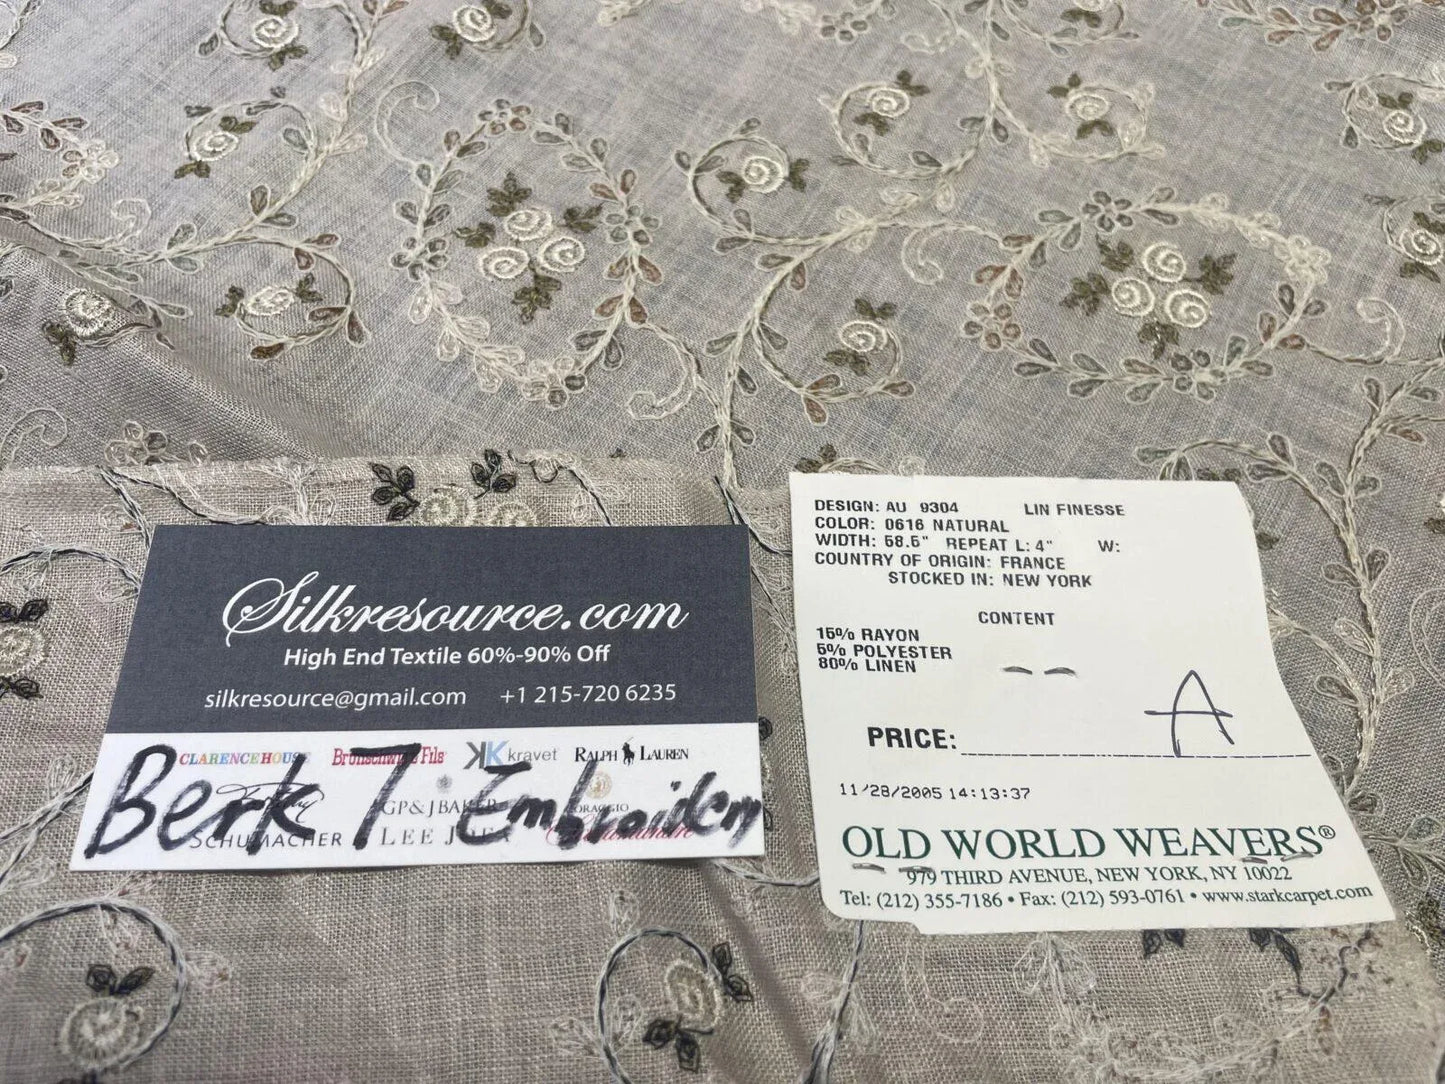 Silkresource.com
High End Textile 60%-90% Off
silkresource@gmail.com +1 215-720 6235
CLARENCE HOUSE Brunschwig & Fils kravet RALPH LAUREN
GP & J BAKER
SCHUMACHER LEE JOFA
Berk 7 Embroidery
DESIGN: AU 9304 LIN FINESSE
COLOR: 0616 NATURAL
WIDTH: 58.5" REPEAT L: 4" W:
COUNTRY OF ORIGIN: FRANCE
STOCKED IN: NEW YORK
CONTENT
15% RAYON
5% POLYESTER
80% LINEN
A
PRICE:
11/28/2005 14:13:37
OLD WORLD WEAVERS®
979 THIRD AVENUE, NEW YORK, NY 10022
Tel: (212) 355-7186 • Fax: (212) 593-0761 • www.starkcarpet.com